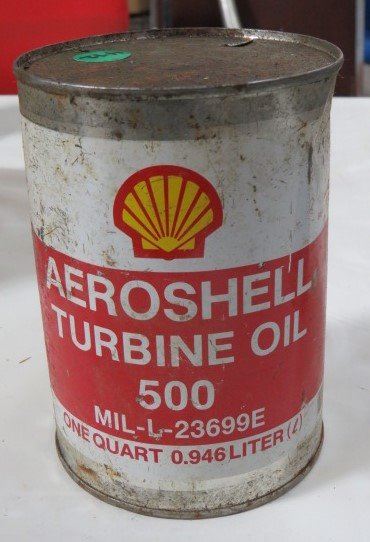 AEROSHELL
TURBINE OIL
500
MIL-L-23699E
ONE QUART 0.946 LITER (ℓ)